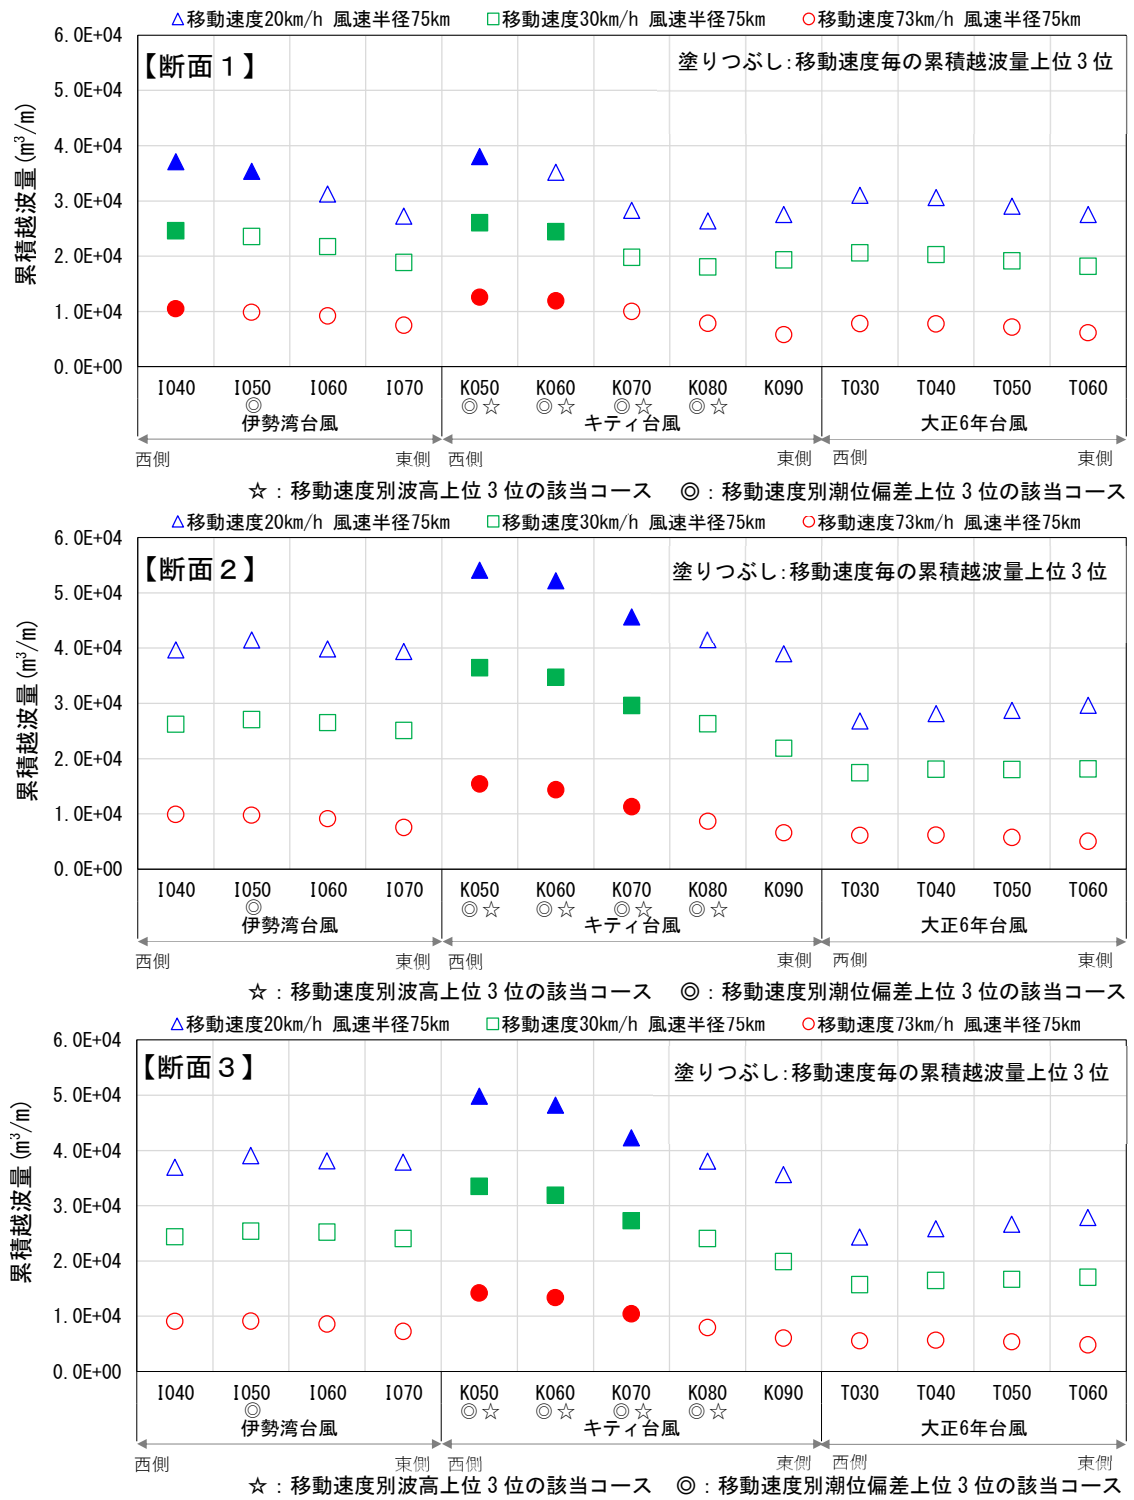 △移動速度20km/h 風速半径75km □移動速度30km/h 風速半径75km ○移動速度73km/h 風速半径75km
6.0E+04
【断面１】
塗りつぶし:移動速度毎の累積越波量上位３位
5.0E+04
4.0E+04
累積越波量(m³/m)
3.0E+04
2.0E+04
1.0E+04
0.0E+00
I040 I050 I060 I070 K050 K060 K070 K080 K090 T030 T040 T050 T060
◎ ◎☆ ◎☆ ◎☆ ◎☆
伊勢湾台風 キティ台風 大正6年台風
西側 東側 西側 東側 西側 東側
☆：移動速度別波高上位３位の該当コース ◎：移動速度別潮位偏差上位３位の該当コース
△移動速度20km/h 風速半径75km □移動速度30km/h 風速半径75km ○移動速度73km/h 風速半径75km
6.0E+04
【断面２】
塗りつぶし:移動速度毎の累積越波量上位３位
5.0E+04
4.0E+04
累積越波量(m³/m)
3.0E+04
2.0E+04
1.0E+04
0.0E+00
I040 I050 I060 I070 K050 K060 K070 K080 K090 T030 T040 T050 T060
◎ ◎☆ ◎☆ ◎☆ ◎☆
伊勢湾台風 キティ台風 大正6年台風
西側 東側 西側 東側 西側 東側
☆：移動速度別波高上位３位の該当コース ◎：移動速度別潮位偏差上位３位の該当コース
△移動速度20km/h 風速半径75km □移動速度30km/h 風速半径75km ○移動速度73km/h 風速半径75km
6.0E+04
【断面３】
塗りつぶし:移動速度毎の累積越波量上位３位
5.0E+04
4.0E+04
累積越波量(m³/m)
3.0E+04
2.0E+04
1.0E+04
0.0E+00
I040 I050 I060 I070 K050 K060 K070 K080 K090 T030 T040 T050 T060
◎ ◎☆ ◎☆ ◎☆ ◎☆
伊勢湾台風 キティ台風 大正6年台風
西側 東側 西側 東側 西側 東側
☆：移動速度別波高上位３位の該当コース ◎：移動速度別潮位偏差上位３位の該当コース